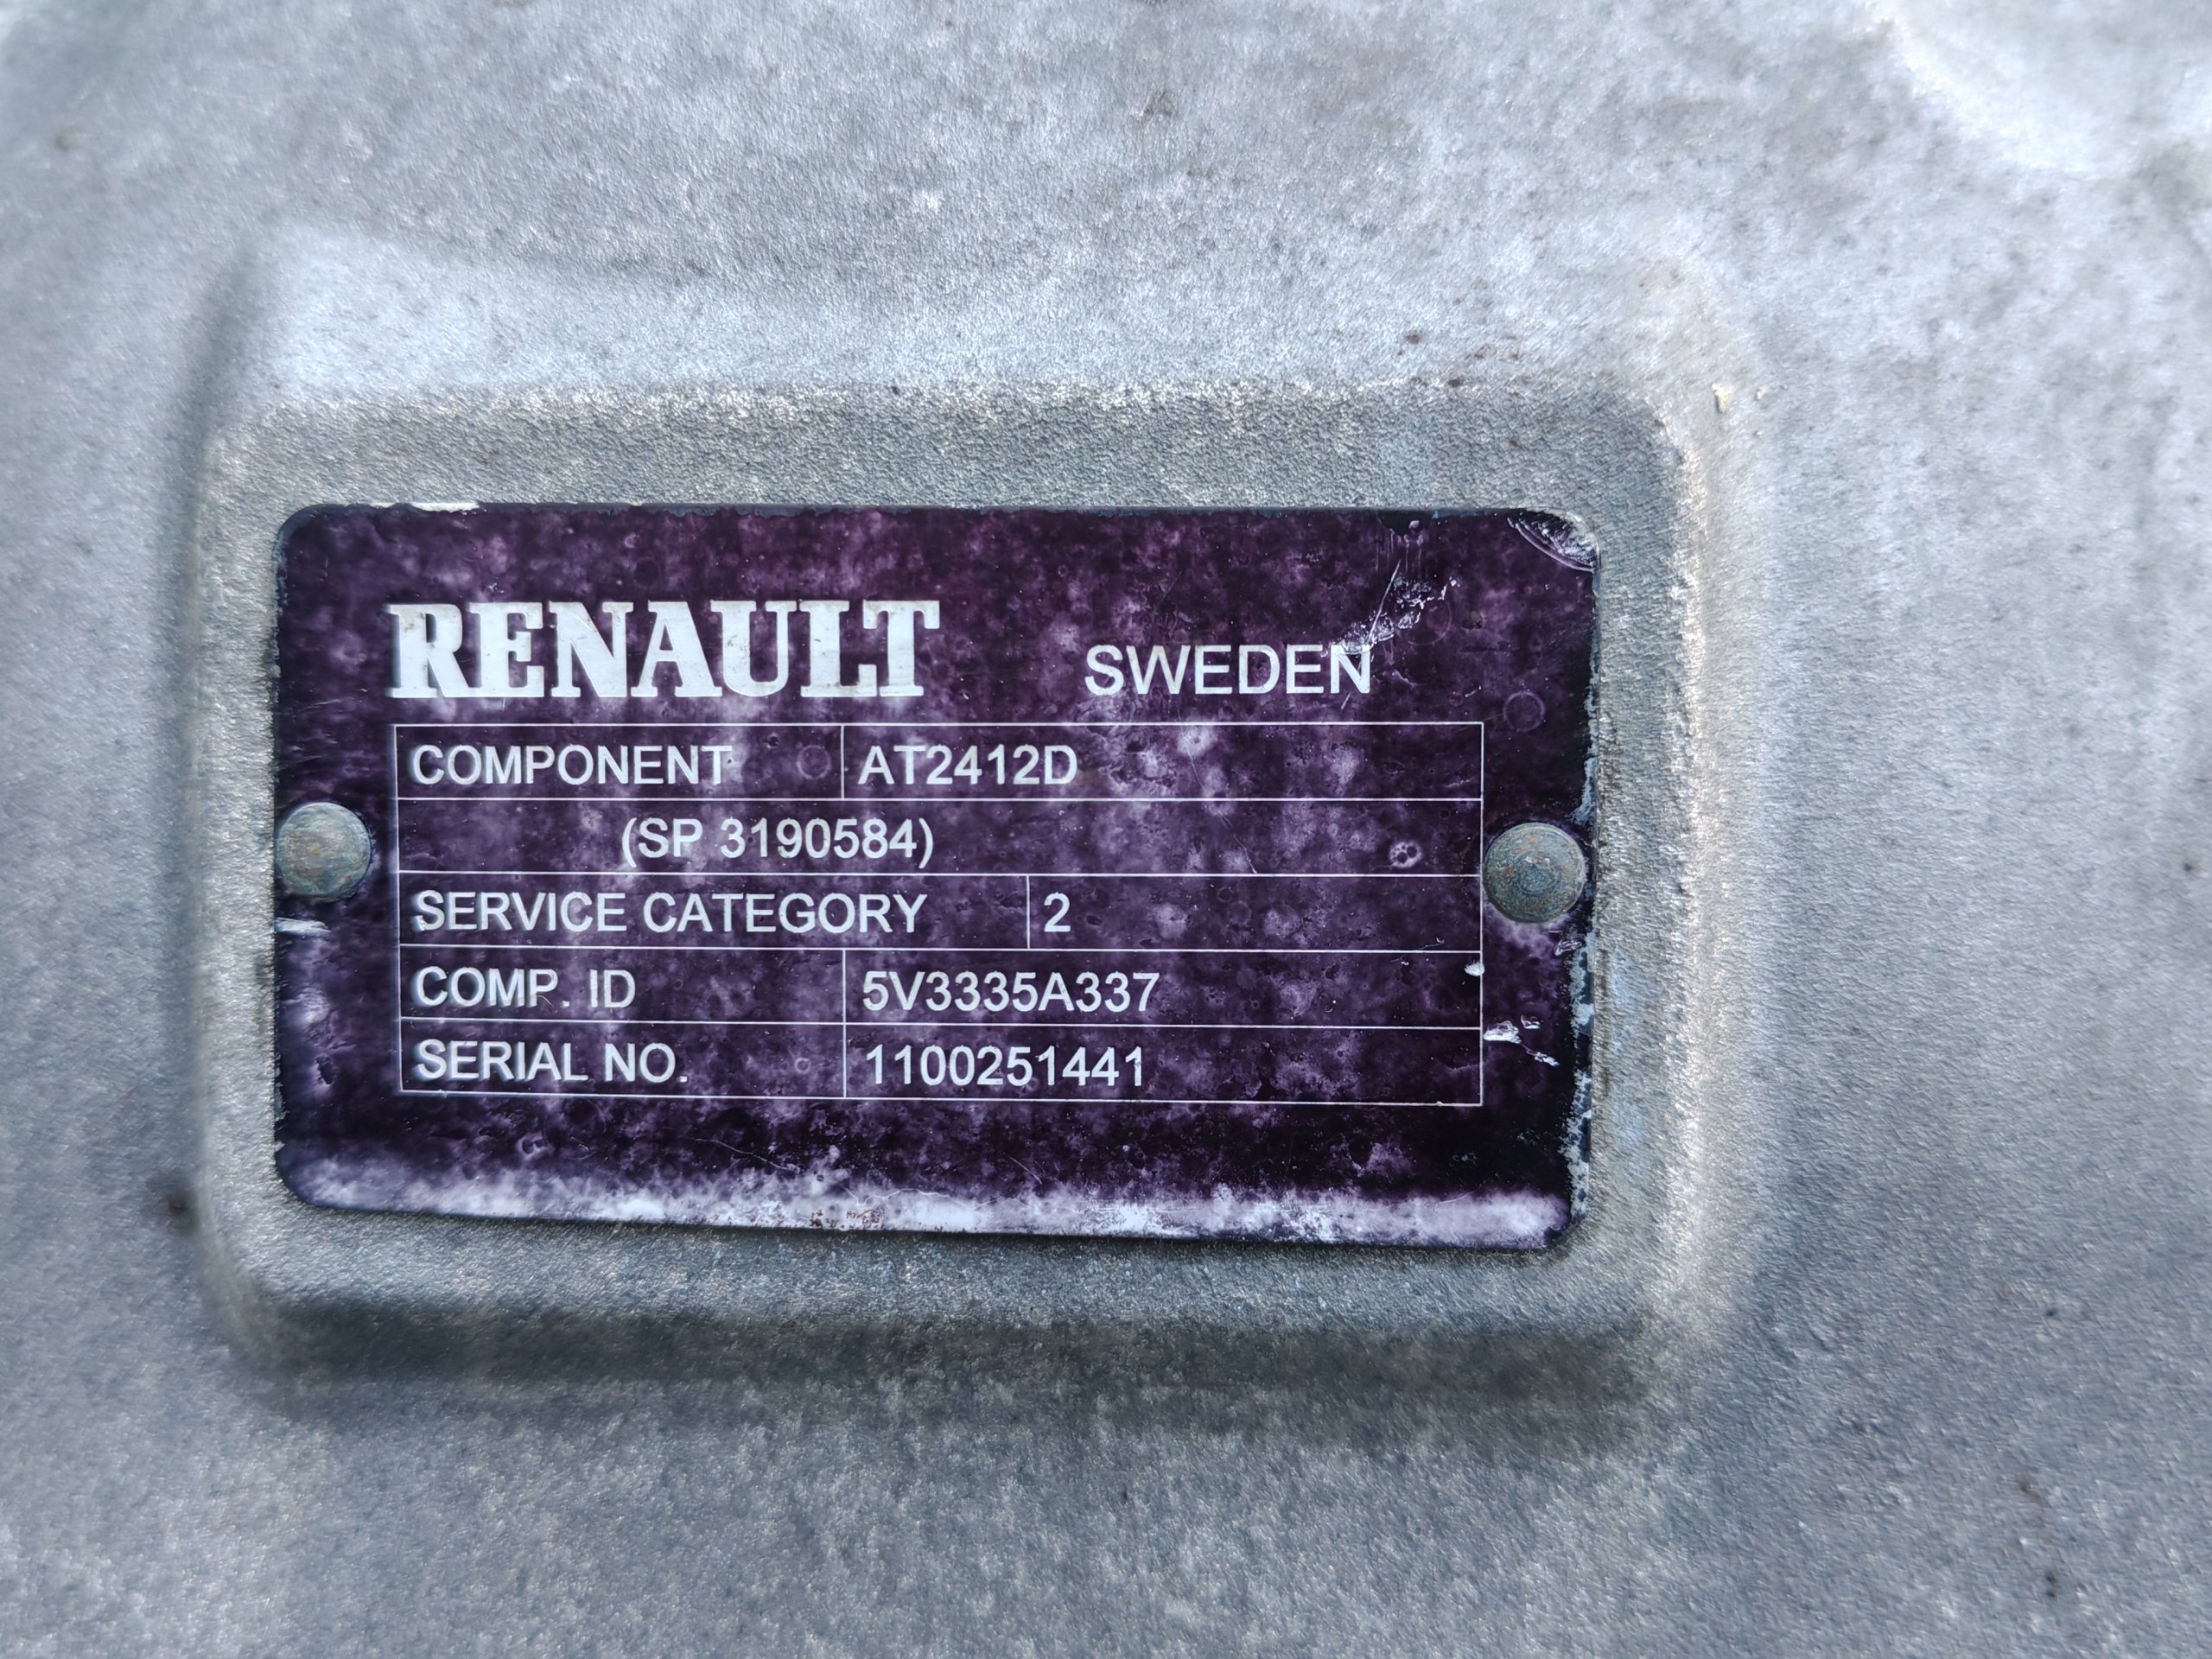 RENAULT SWEDEN
COMPONENT AT2412D
(SP 3190584)
SERVICE CATEGORY 2
COMP. ID 5V3335A337
SERIAL NO. 1100251441